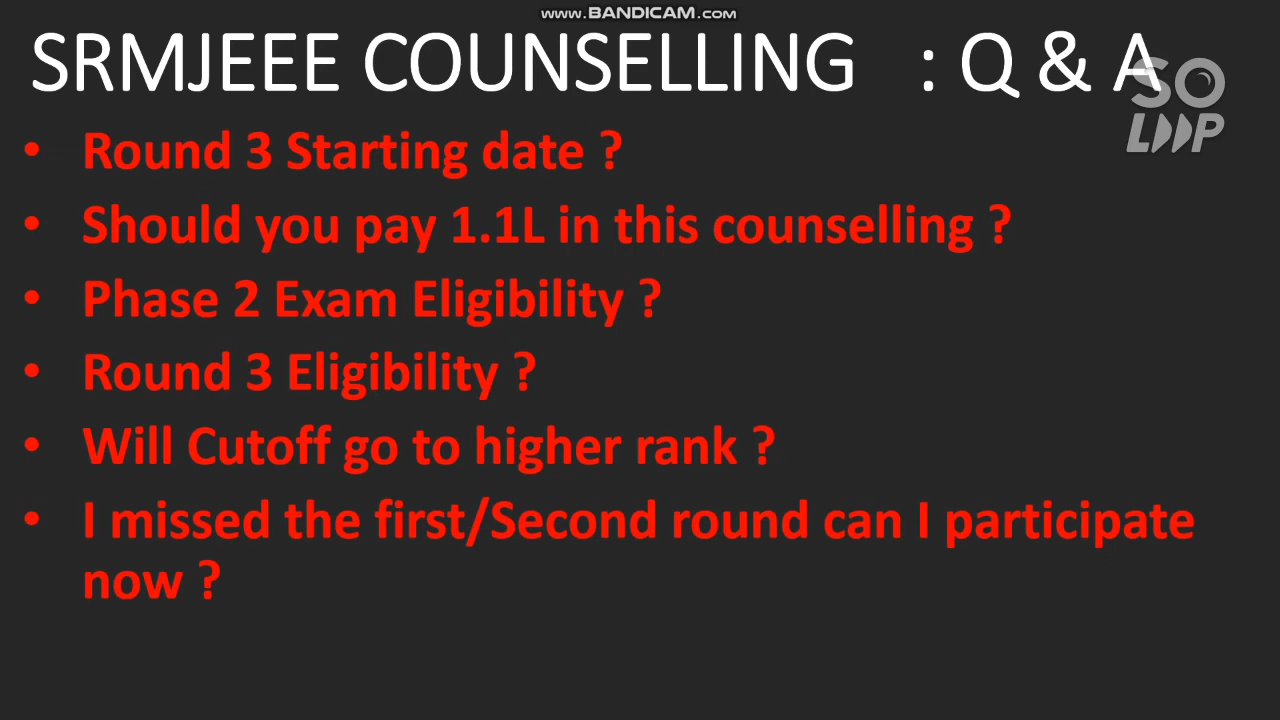 www.BANDICAM.com
SRMJEEE COUNSELLING : Q & A
SO
LOOP
• Round 3 Starting date ?
• Should you pay 1.1L in this counselling ?
• Phase 2 Exam Eligibility ?
• Round 3 Eligibility ?
• Will Cutoff go to higher rank ?
• I missed the first/Second round can I participate
now ?